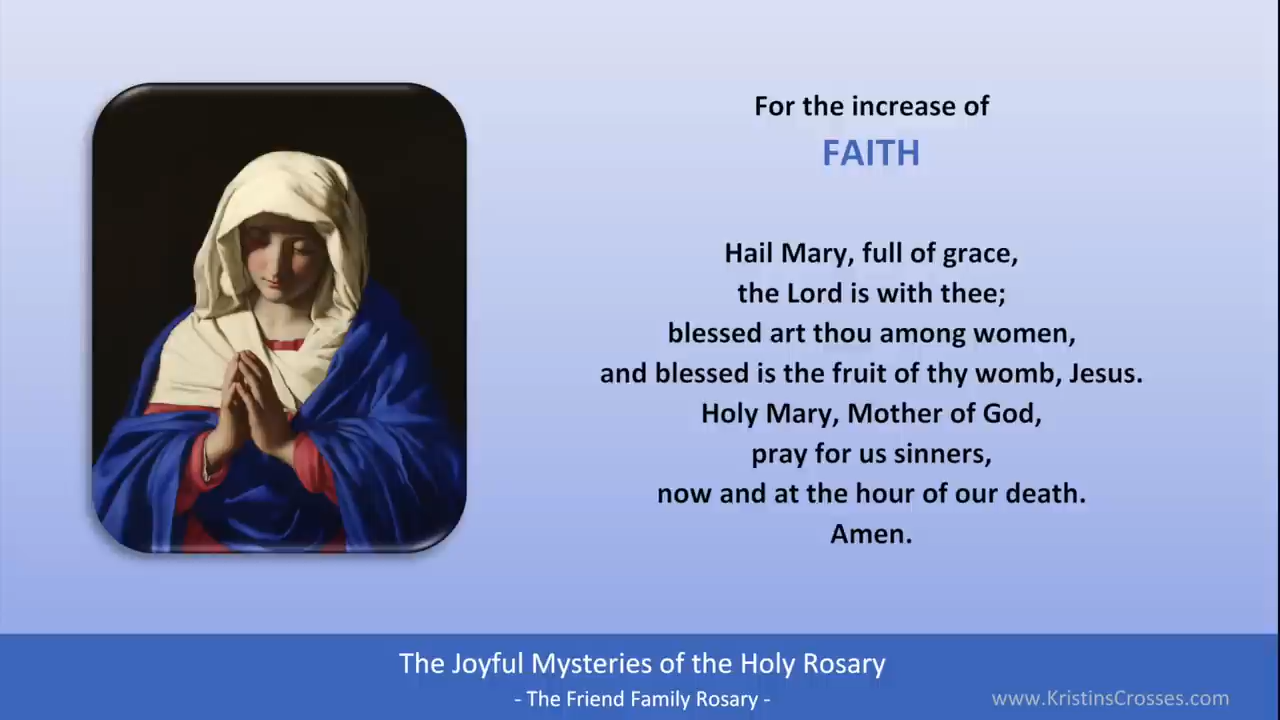 For the increase of
FAITH
Hail Mary, full of grace,
the Lord is with thee;
blessed art thou among women,
and blessed is the fruit of thy womb, Jesus.
Holy Mary, Mother of God,
pray for us sinners,
now and at the hour of our death.
Amen.
The Joyful Mysteries of the Holy Rosary
- The Friend Family Rosary -
www.KristinsCrosses.com